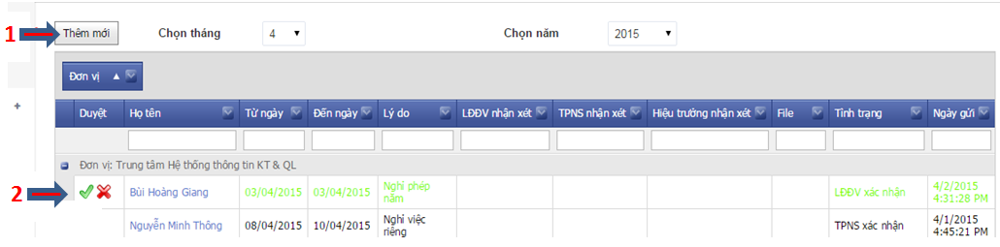 1 Thêm mới Chọn tháng 4 Chọn năm 2015
Đơn vị
+
Duyệt Họ tên Từ ngày Đến ngày Lý do LĐĐV nhận xét TPNS nhận xét Hiệu trưởng nhận xét File Tình trạng Ngày gửi
Đơn vị: Trung tâm Hệ thống thông tin KT & QL
2 Bùi Hoàng Giang 03/04/2015 03/04/2015 Nghỉ phép năm LĐĐV xác nhận 4/2/2015 4:31:28 PM
Nguyễn Minh Thông 08/04/2015 10/04/2015 Nghỉ việc riêng TPNS xác nhận 4/1/2015 4:45:21 PM